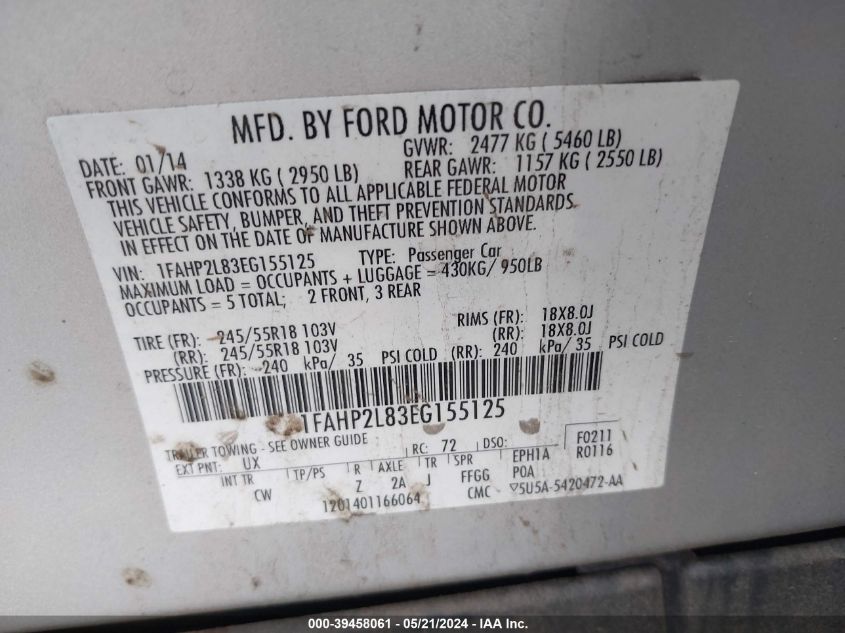 MFD. BY FORD MOTOR CO.
DATE: 01/14 GVWR: 2477 KG ( 5460 LB)
FRONT GAWR: 1338 KG ( 2950 LB) REAR GAWR: 1157 KG ( 2550 LB)
THIS VEHICLE CONFORMS TO ALL APPLICABLE FEDERAL MOTOR
VEHICLE SAFETY, BUMPER, AND THEFT PREVENTION STANDARDS
IN EFFECT ON THE DATE OF MANUFACTURE SHOWN ABOVE.
VIN: 1FAHP2L83EG155125 TYPE: Passenger Car
MAXIMUM LOAD = OCCUPANTS + LUGGAGE = 430KG/ 950LB
OCCUPANTS = 5 TOTAL; 2 FRONT, 3 REAR
TIRE (FR): 245/55R18 103V RIMS (FR): 18X8.0J
(RR): 245/55R18 103V (RR): 18X8.0J
PRESSURE (FR): 240 kPa/ 35 PSI COLD (RR): 240 kPa/ 35 PSI COLD
1FAHP2L83EG155125
TRAILER TOWING - SEE OWNER GUIDE RC: 72 DSO: F0211
EXT PNT: UX R0116
INT TR TP/PS R AXLE TR SPR EPH1A
CW Z 2A J FFGG POA
1201401166064 CMC ▽5U5A-5420472-AA
000-39458061 - 05/21/2024 - IAA Inc.